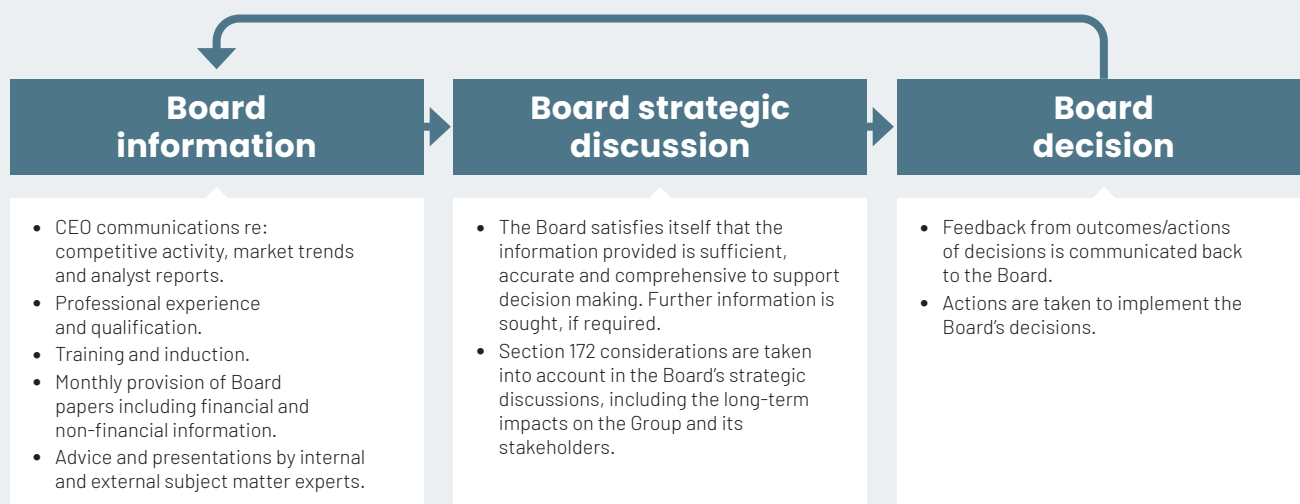 Board
information
Board strategic
discussion
Board
decision
• CEO communications re:
competitive activity, market trends
and analyst reports.
• Professional experience
and qualification.
• Training and induction.
• Monthly provision of Board
papers including financial and
non-financial information.
• Advice and presentations by internal
and external subject matter experts.
• The Board satisfies itself that the
information provided is sufficient,
accurate and comprehensive to support
decision making. Further information is
sought, if required.
• Section 172 considerations are taken
into account in the Board’s strategic
discussions, including the long-term
impacts on the Group and its
stakeholders.
• Feedback from outcomes/actions
of decisions is communicated back
to the Board.
• Actions are taken to implement the
Board’s decisions.